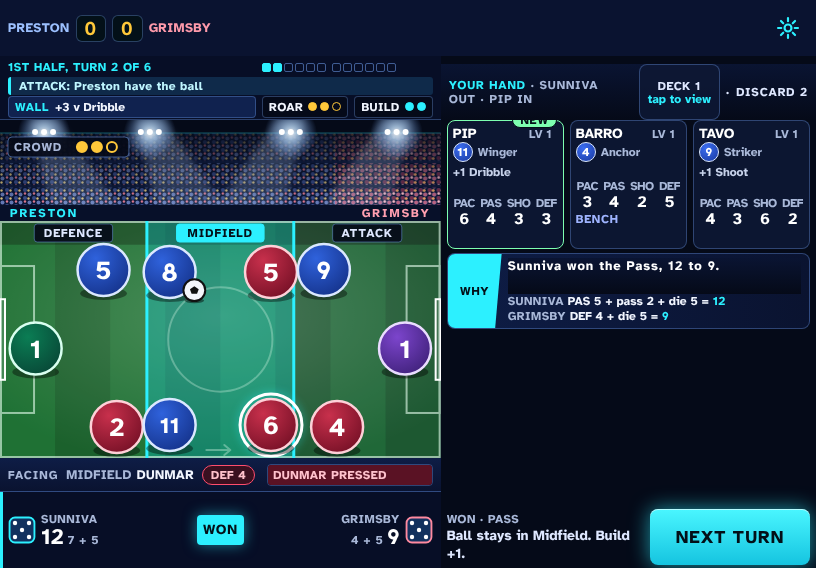 PRESTON 0 0 GRIMSBY
1ST HALF, TURN 2 OF 6
ATTACK: Preston have the ball
WALL +3 v Dribble
ROAR
BUILD
CROWD
PRESTON GRIMSBY
DEFENCE MIDFIELD ATTACK
5 8 5 9
1 1
2 11 6 4
FACING MIDFIELD DUNMAR DEF 4 DUNMAR PRESSED
SUNNIVA
12 7 + 5
WON
GRIMSBY
4 + 5 9
YOUR HAND · SUNNIVA OUT · PIP IN
DECK 1
tap to view
· DISCARD 2
NEW
PIP LV 1
11 Winger
+1 Dribble
PAC PAS SHO DEF
6 4 3 3
BARRO LV 1
4 Anchor
PAC PAS SHO DEF
3 4 2 5
BENCH
TAVO LV 1
9 Striker
+1 Shoot
PAC PAS SHO DEF
4 3 6 2
WHY
Sunniva won the Pass, 12 to 9.
SUNNIVA PAS 5 + pass 2 + die 5 = 12
GRIMSBY DEF 4 + die 5 = 9
WON · PASS
Ball stays in Midfield. Build
+1.
NEXT TURN